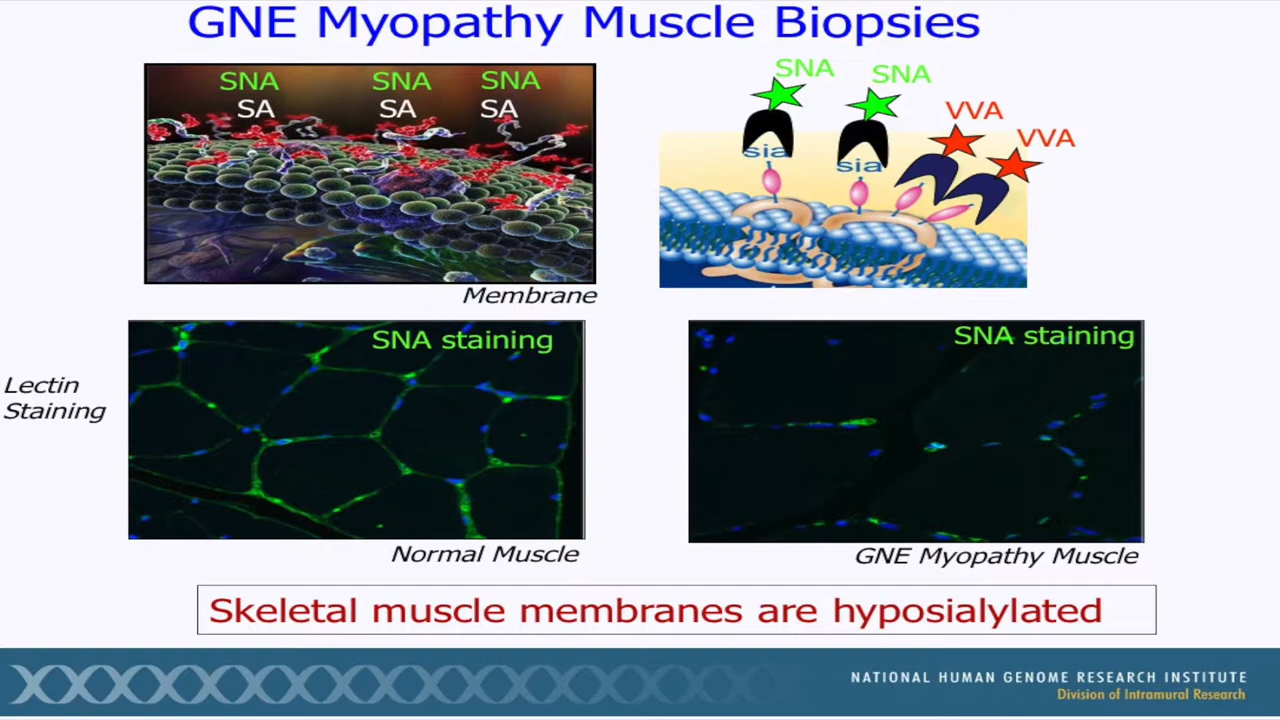 GNE Myopathy Muscle Biopsies
SNA SNA SNA
SA SA SA
Membrane
SNA SNA
VVA
VVA
sia
sia
Lectin
Staining
SNA staining
Normal Muscle
SNA staining
GNE Myopathy Muscle
Skeletal muscle membranes are hyposialylated
NATIONAL HUMAN GENOME RESEARCH INSTITUTE
Division of Intramural Research